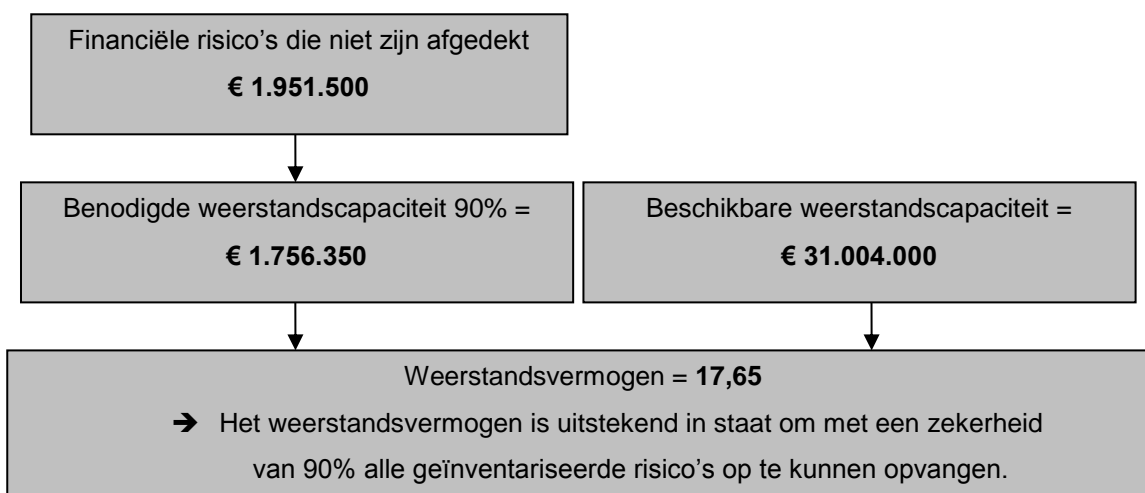 Financiële risico’s die niet zijn afgedekt
€ 1.951.500
Benodigde weerstandscapaciteit 90% =
€ 1.756.350
Beschikbare weerstandscapaciteit =
€ 31.004.000
Weerstandsvermogen = 17,65
➔ Het weerstandsvermogen is uitstekend in staat om met een zekerheid
van 90% alle geïnventariseerde risico’s op te kunnen opvangen.